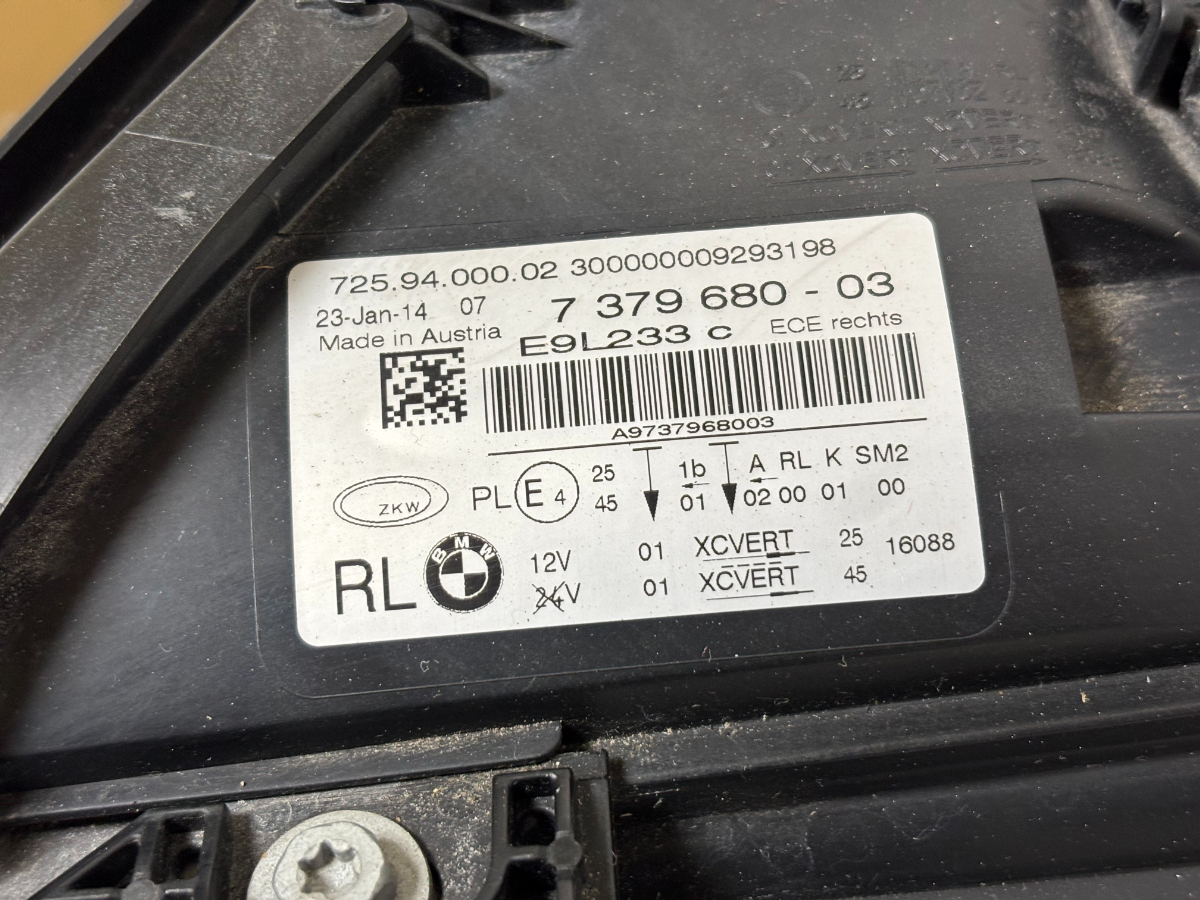 725.94.000.02 300000009293198
23-Jan-14 07 7 379 680 - 03
Made in Austria E9L233 c ECE rechts
A9737968003
ZKW PL E 4 25 1b A RL K SM2
45 01 02 00 01 00
RL BMW 12V 01 XCVERT 25 16088
24V 01 XCVERT 45